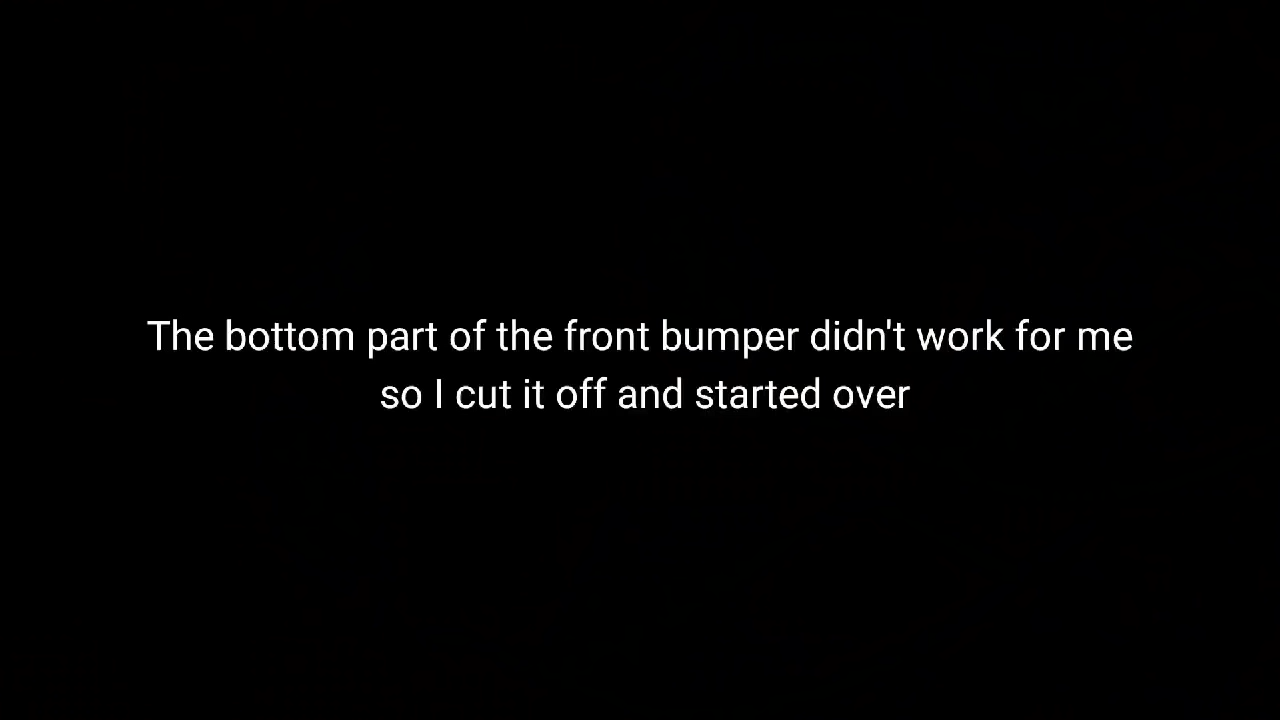 The bottom part of the front bumper didn't work for me
so I cut it off and started over